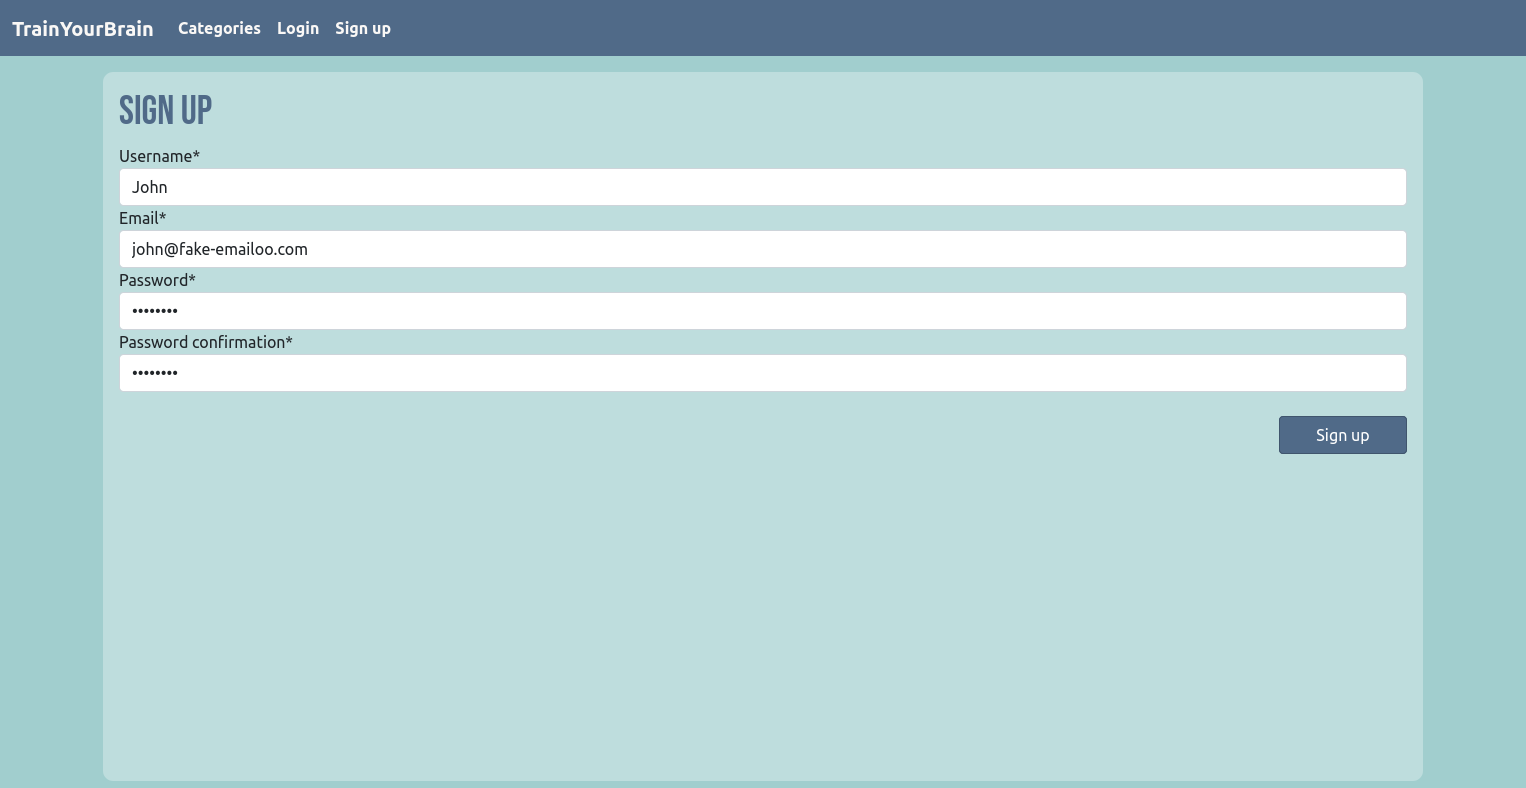 TrainYourBrain Categories Login Sign up
SIGN UP
Username*
John
Email*
john@fake-emailoo.com
Password*
••••••••
Password confirmation*
••••••••
Sign up